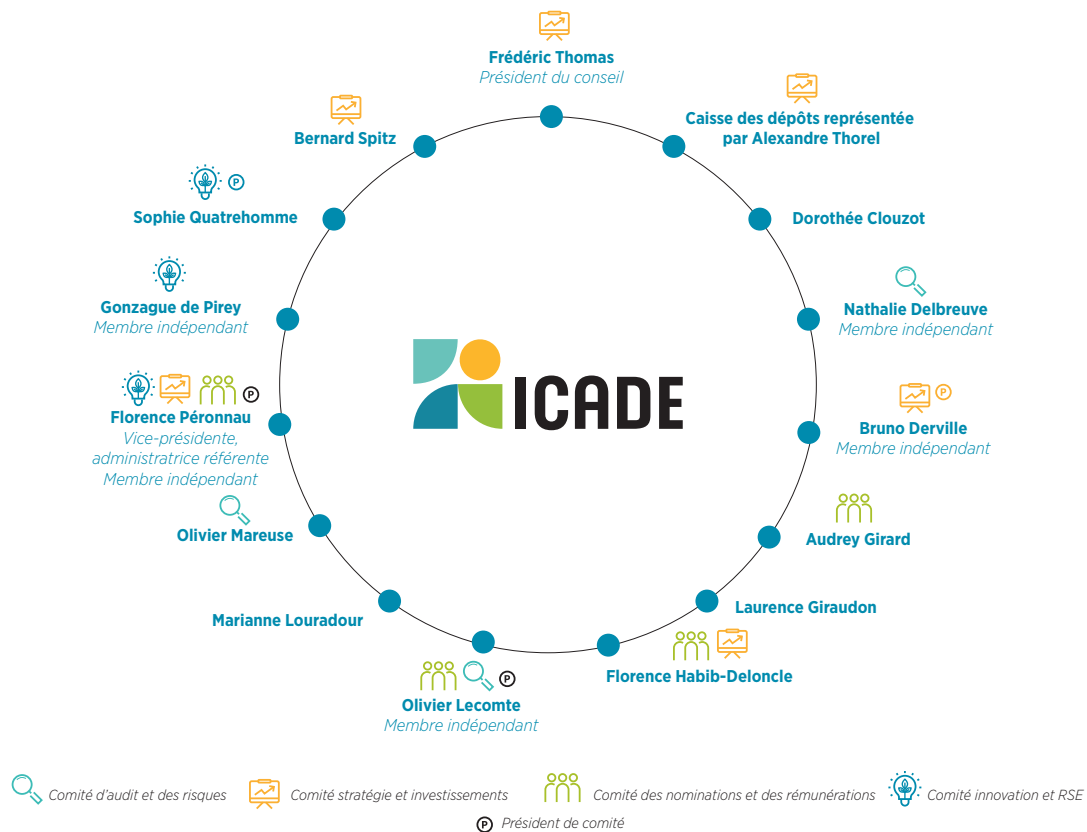 Frédéric Thomas
Président du conseil
Caisse des dépôts représentée
par Alexandre Thorel
Bernard Spitz
P
Sophie Quatrehomme
Dorothée Clouzot
Gonzague de Pirey
Membre indépendant
Nathalie Delbreuve
Membre indépendant
P
Florence Péronnau
Vice-présidente,
administratrice référente
Membre indépendant
ICADE
P
Bruno Derville
Membre indépendant
Olivier Mareuse
Audrey Girard
Marianne Louradour
Laurence Giraudon
P
Olivier Lecomte
Membre indépendant
Florence Habib-Deloncle
Comité d'audit et des risques
Comité stratégie et investissements
Comité des nominations et des rémunérations
Comité innovation et RSE
P Président de comité